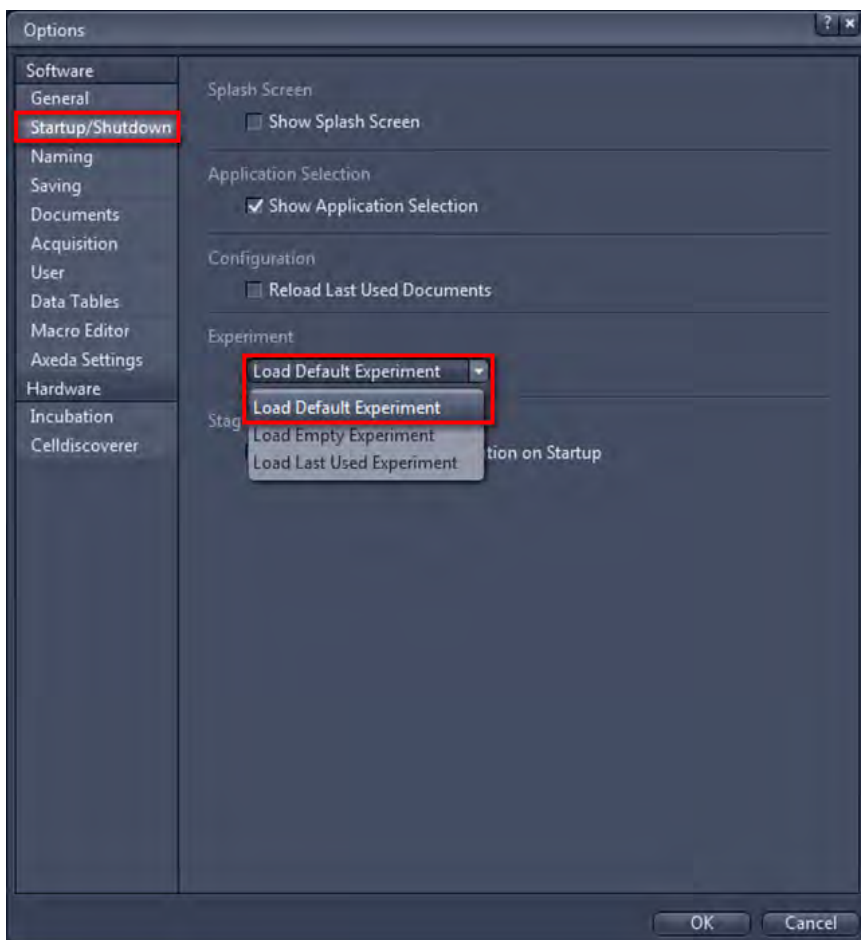 Options
?
Software
General
Startup/Shutdown
Naming
Saving
Documents
Acquisition
User
Data Tables
Macro Editor
Axeda Settings
Hardware
Incubation
Celldiscoverer
Splash Screen
Show Splash Screen
Application Selection
Show Application Selection
Configuration
Reload Last Used Documents
Experiment
Load Default Experiment
Load Default Experiment
Load Empty Experiment
Load Last Used Experiment
Stag
tion on Startup
OK
Cancel